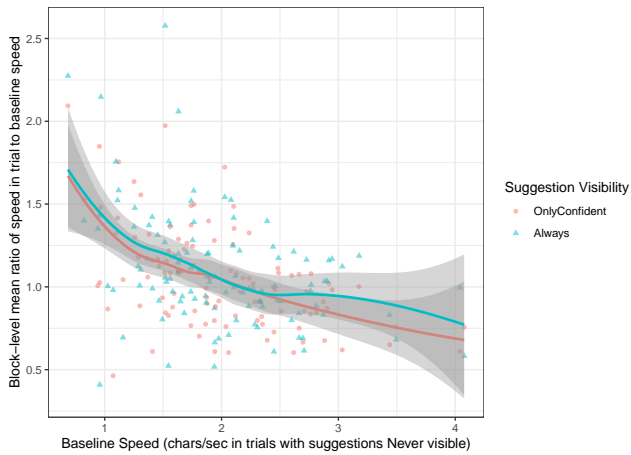 Block−level mean ratio of speed in trial to baseline speed
2.5
2.0
1.5
1.0
0.5
1 2 3 4
Baseline Speed (chars/sec in trials with suggestions Never visible)
Suggestion Visibility
OnlyConfident
Always